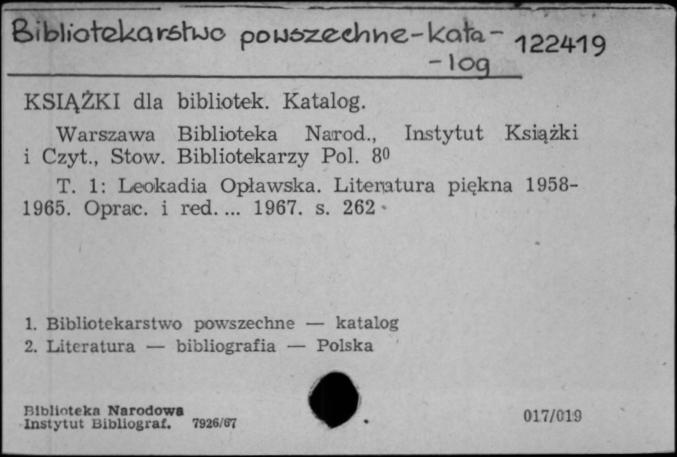 Bibliotekarstwo powszechne-kata- 122419
-log
KSIĄŻKI dla bibliotek. Katalog.
Warszawa Biblioteka Narod., Instytut Książki
i Czyt., Stow. Bibliotekarzy Pol. 8⁰
T. 1: Leokadia Opławska. Literatura piękna 1958-
1965. Oprac. i red. ... 1967. s. 262
1. Bibliotekarstwo powszechne — katalog
2. Literatura — bibliografia — Polska
Biblioteka Narodowa
Instytut Bibliograf. 7926/67
017/019